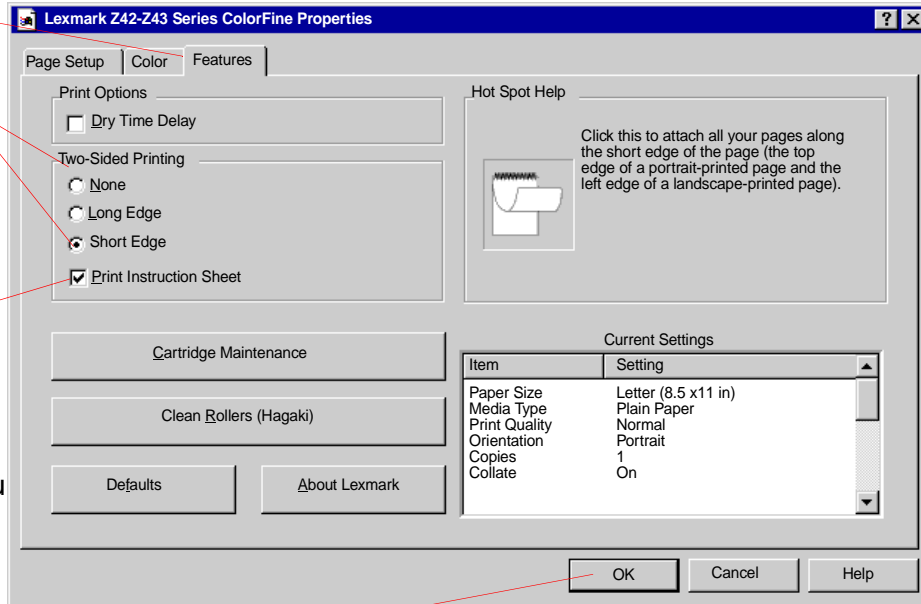 Lexmark Z42-Z43 Series ColorFine Properties
Page Setup
Color
Features
Print Options
Dry Time Delay
Two-Sided Printing
None
Long Edge
Short Edge
Print Instruction Sheet
Hot Spot Help
Click this to attach all your pages along
the short edge of the page (the top
edge of a portrait-printed page and the
left edge of a landscape-printed page).
Cartridge Maintenance
Clean Rollers (Hagaki)
Defaults
About Lexmark
Current Settings
Item Setting
Paper Size Letter (8.5 x11 in)
Media Type Plain Paper
Print Quality Normal
Orientation Portrait
Copies 1
Collate On
OK
Cancel
Help